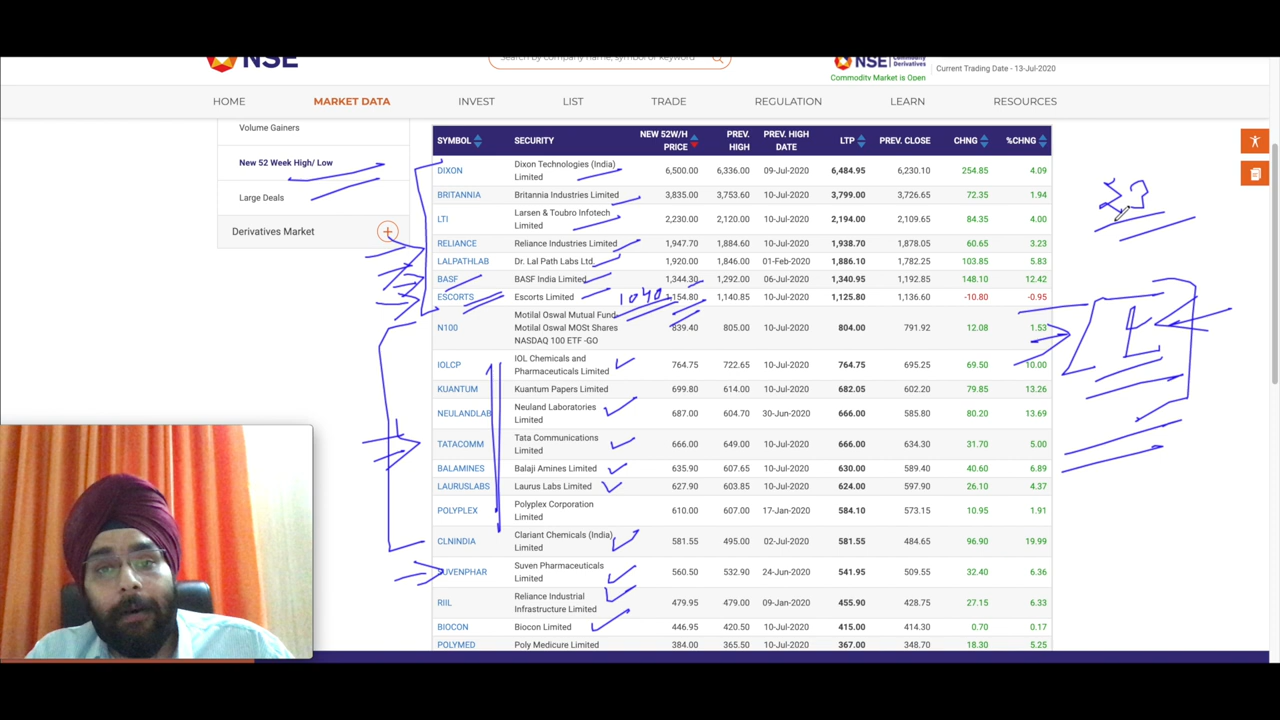 NSE
Search by company name, symbol or keyword
NSE Commodity Derivatives
Commodity Market is Open
Current Trading Date - 13-Jul-2020
HOME MARKET DATA INVEST LIST TRADE REGULATION LEARN RESOURCES
Volume Gainers
New 52 Week High/ Low
Large Deals
Derivatives Market
SYMBOL SECURITY NEW 52W/H PRICE PREV. HIGH PREV. HIGH DATE LTP PREV. CLOSE CHNG %CHNG
DIXON Dixon Technologies (India) Limited 6,500.00 6,336.00 09-Jul-2020 6,484.95 6,230.10 254.85 4.09
BRITANNIA Britannia Industries Limited 3,835.00 3,753.60 10-Jul-2020 3,799.00 3,726.65 72.35 1.94
LTI Larsen & Toubro Infotech Limited 2,230.00 2,120.00 10-Jul-2020 2,194.00 2,109.65 84.35 4.00
RELIANCE Reliance Industries Limited 1,947.70 1,884.60 10-Jul-2020 1,938.70 1,878.05 60.65 3.23
LALPATHLAB Dr. Lal Path Labs Ltd. 1,920.00 1,846.00 01-Feb-2020 1,886.10 1,782.25 103.85 5.83
BASF BASF India Limited 1,344.30 1,292.00 06-Jul-2020 1,340.95 1,192.85 148.10 12.42
ESCORTS Escorts Limited 1040 1,154.80 1,140.85 10-Jul-2020 1,125.80 1,136.60 -10.80 -0.95
N100 Motilal Oswal Mutual Fund - Motilal Oswal MOSt Shares NASDAQ 100 ETF -GO 839.40 805.00 10-Jul-2020 804.00 791.92 12.08 1.53
IOLCP IOL Chemicals and Pharmaceuticals Limited 764.75 722.65 10-Jul-2020 764.75 695.25 69.50 10.00
KUANTUM Kuantum Papers Limited 699.80 614.00 10-Jul-2020 682.05 602.20 79.85 13.26
NEULANDLAB Neuland Laboratories Limited 687.00 604.70 30-Jun-2020 666.00 585.80 80.20 13.69
TATACOMM Tata Communications Limited 666.00 649.00 10-Jul-2020 666.00 634.30 31.70 5.00
BALAMINES Balaji Amines Limited 635.90 607.65 10-Jul-2020 630.00 589.40 40.60 6.89
LAURUSLABS Laurus Labs Limited 627.90 603.85 10-Jul-2020 624.00 597.90 26.10 4.37
POLYPLEX Polyplex Corporation Limited 610.00 607.00 17-Jan-2020 584.10 573.15 10.95 1.91
CLNINDIA Clariant Chemicals (India) Limited 581.55 495.00 02-Jul-2020 581.55 484.65 96.90 19.99
SUVENPHAR Suven Pharmaceuticals Limited 560.50 532.90 24-Jun-2020 541.95 509.55 32.40 6.36
RIIL Reliance Industrial Infrastructure Limited 479.95 479.00 09-Jan-2020 455.90 428.75 27.15 6.33
BIOCON Biocon Limited 446.95 420.50 10-Jul-2020 415.00 414.30 0.70 0.17
POLYMED Poly Medicure Limited 384.00 365.50 10-Jul-2020 367.00 348.70 18.30 5.25